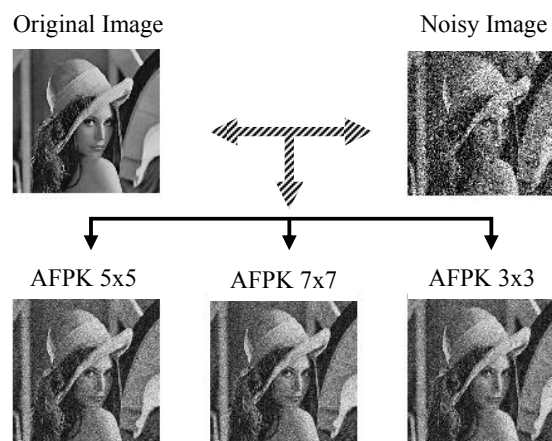 Original Image
Noisy Image
AFPK 5x5
AFPK 7x7
AFPK 3x3